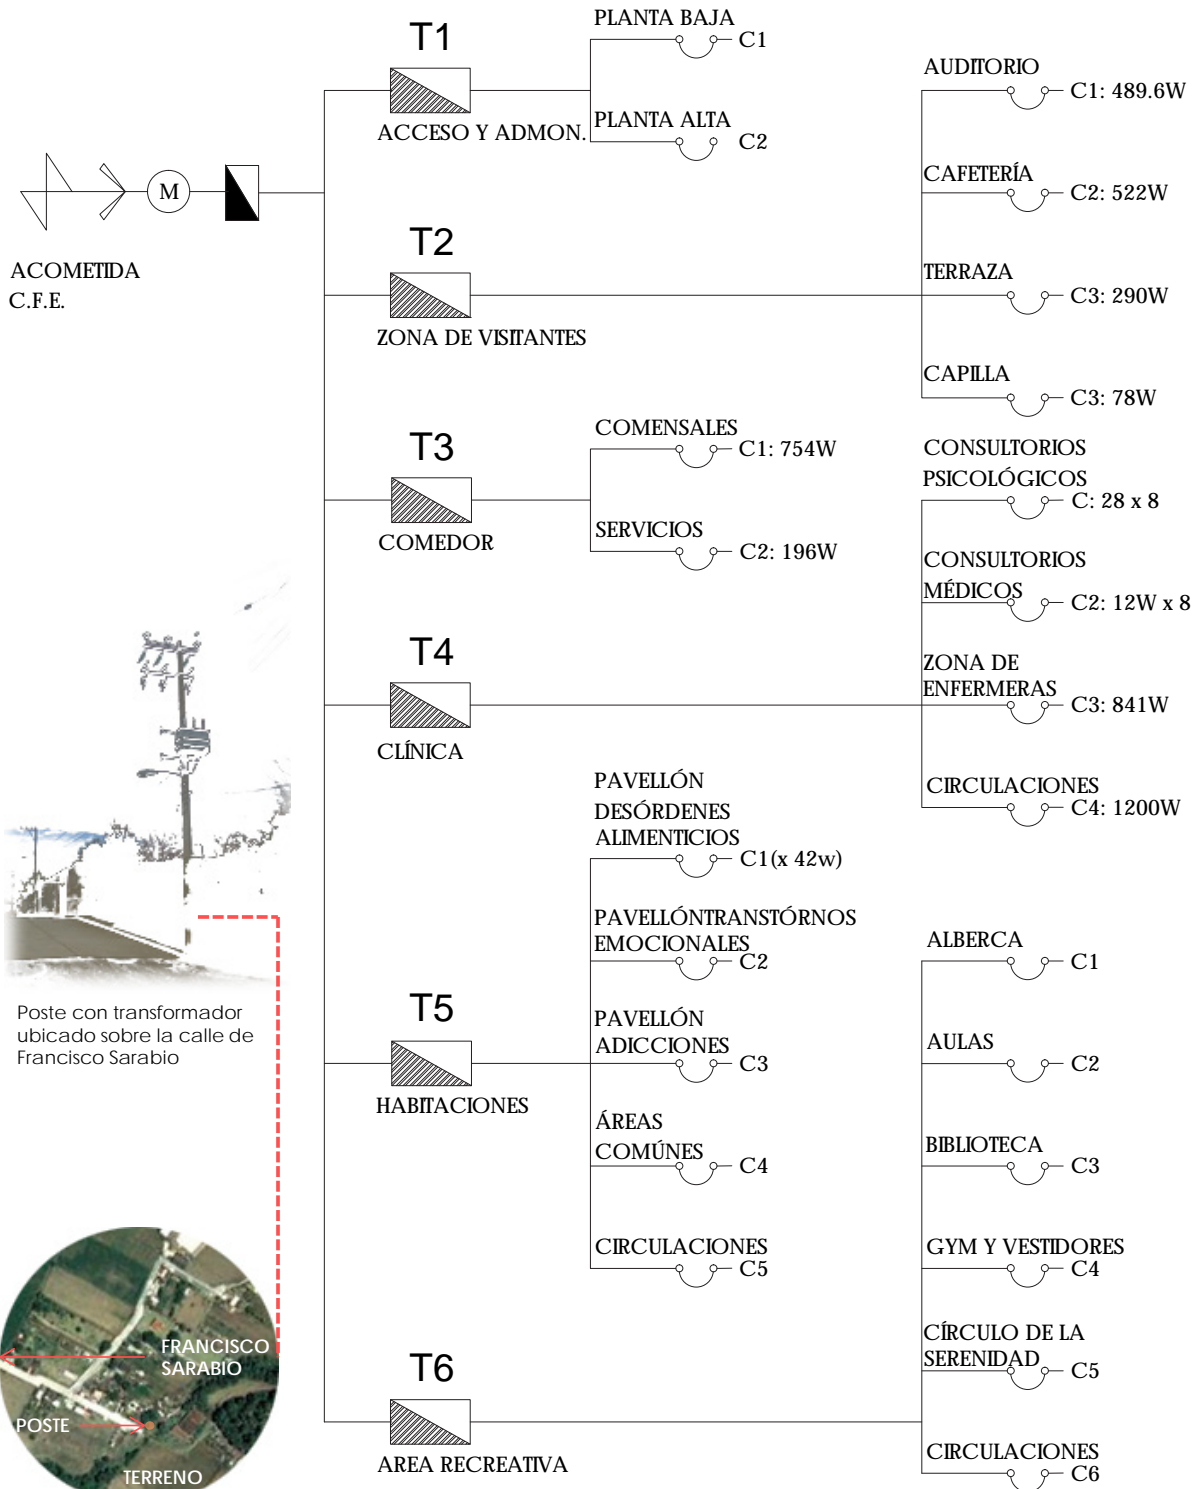 T1
ACCESO Y ADMON.
PLANTA BAJA
C1
PLANTA ALTA
C2
M
ACOMETIDA
C.F.E.
T2
ZONA DE VISITANTES
AUDITORIO
C1: 489.6W
CAFETERÍA
C2: 522W
TERRAZA
C3: 290W
CAPILLA
C3: 78W
T3
COMEDOR
COMENSALES
C1: 754W
SERVICIOS
C2: 196W
T4
CLÍNICA
CONSULTORIOS
PSICOLÓGICOS
C: 28 x 8
CONSULTORIOS
MÉDICOS
C2: 12W x 8
ZONA DE
ENFERMERAS
C3: 841W
CIRCULACIONES
C4: 1200W
T5
HABITACIONES
PAVELLÓN
DESÓRDENES
ALIMENTICIOS
C1(x 42w)
PAVELLÓNTRANSTÓRNOS
EMOCIONALES
C2
PAVELLÓN
ADICCIONES
C3
ÁREAS
COMÚNES
C4
CIRCULACIONES
C5
T6
AREA RECREATIVA
ALBERCA
C1
AULAS
C2
BIBLIOTECA
C3
GYM Y VESTIDORES
C4
CÍRCULO DE LA
SERENIDAD
C5
CIRCULACIONES
C6
Poste con transformador
ubicado sobre la calle de
Francisco Sarabio
FRANCISCO
SARABIO
POSTE
TERRENO